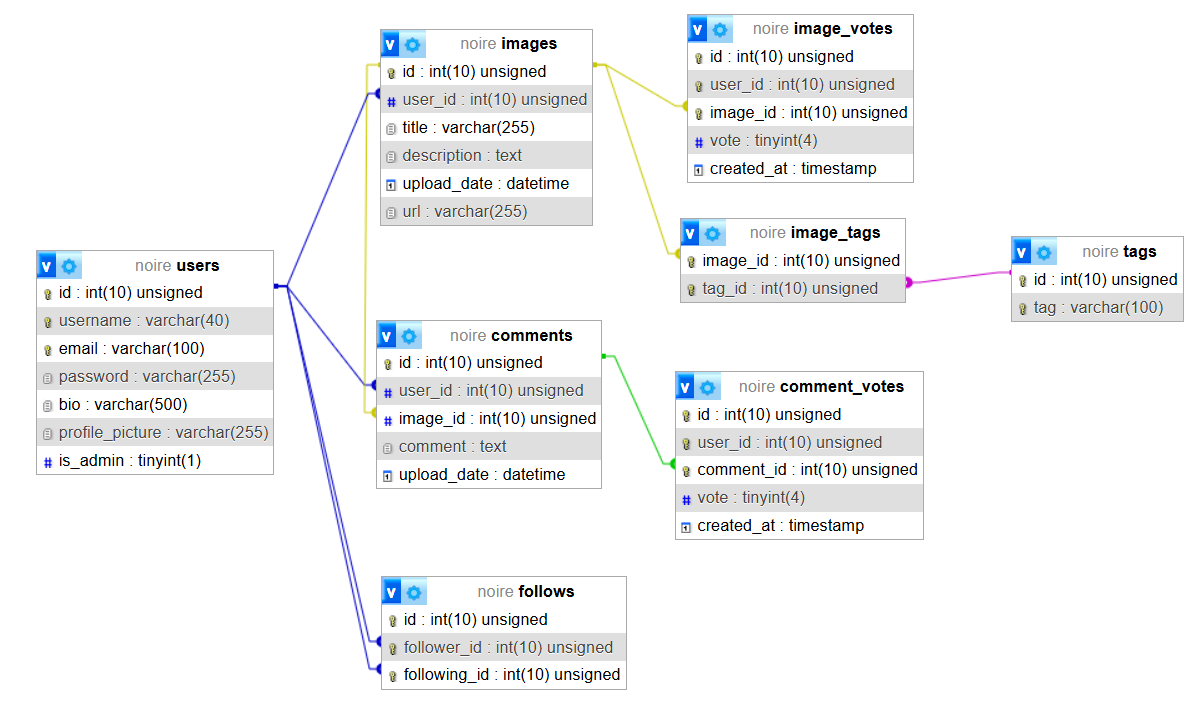 noire users
id : int(10) unsigned
username : varchar(40)
email : varchar(100)
password : varchar(255)
bio : varchar(500)
profile_picture : varchar(255)
# is_admin : tinyint(1)
noire images
id : int(10) unsigned
# user_id : int(10) unsigned
title : varchar(255)
description : text
upload_date : datetime
url : varchar(255)
noire comments
id : int(10) unsigned
# user_id : int(10) unsigned
# image_id : int(10) unsigned
comment : text
upload_date : datetime
noire follows
id : int(10) unsigned
follower_id : int(10) unsigned
following_id : int(10) unsigned
noire image_votes
id : int(10) unsigned
user_id : int(10) unsigned
image_id : int(10) unsigned
# vote : tinyint(4)
created_at : timestamp
noire image_tags
image_id : int(10) unsigned
tag_id : int(10) unsigned
noire comment_votes
id : int(10) unsigned
user_id : int(10) unsigned
comment_id : int(10) unsigned
# vote : tinyint(4)
created_at : timestamp
noire tags
id : int(10) unsigned
tag : varchar(100)